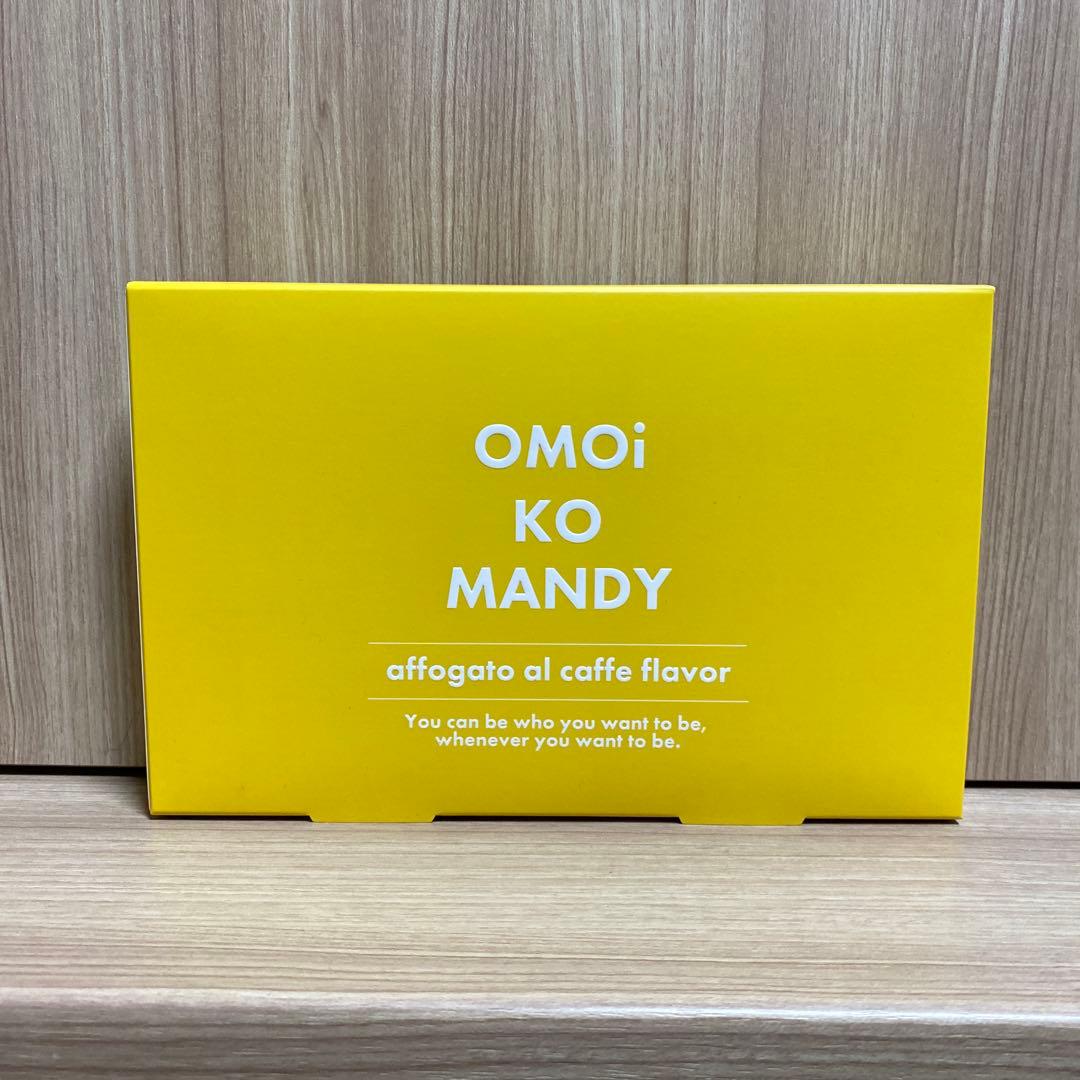 OMOi
KO
MANDY
affogato al caffe flavor
You can be who you want to be,
whenever you want to be.